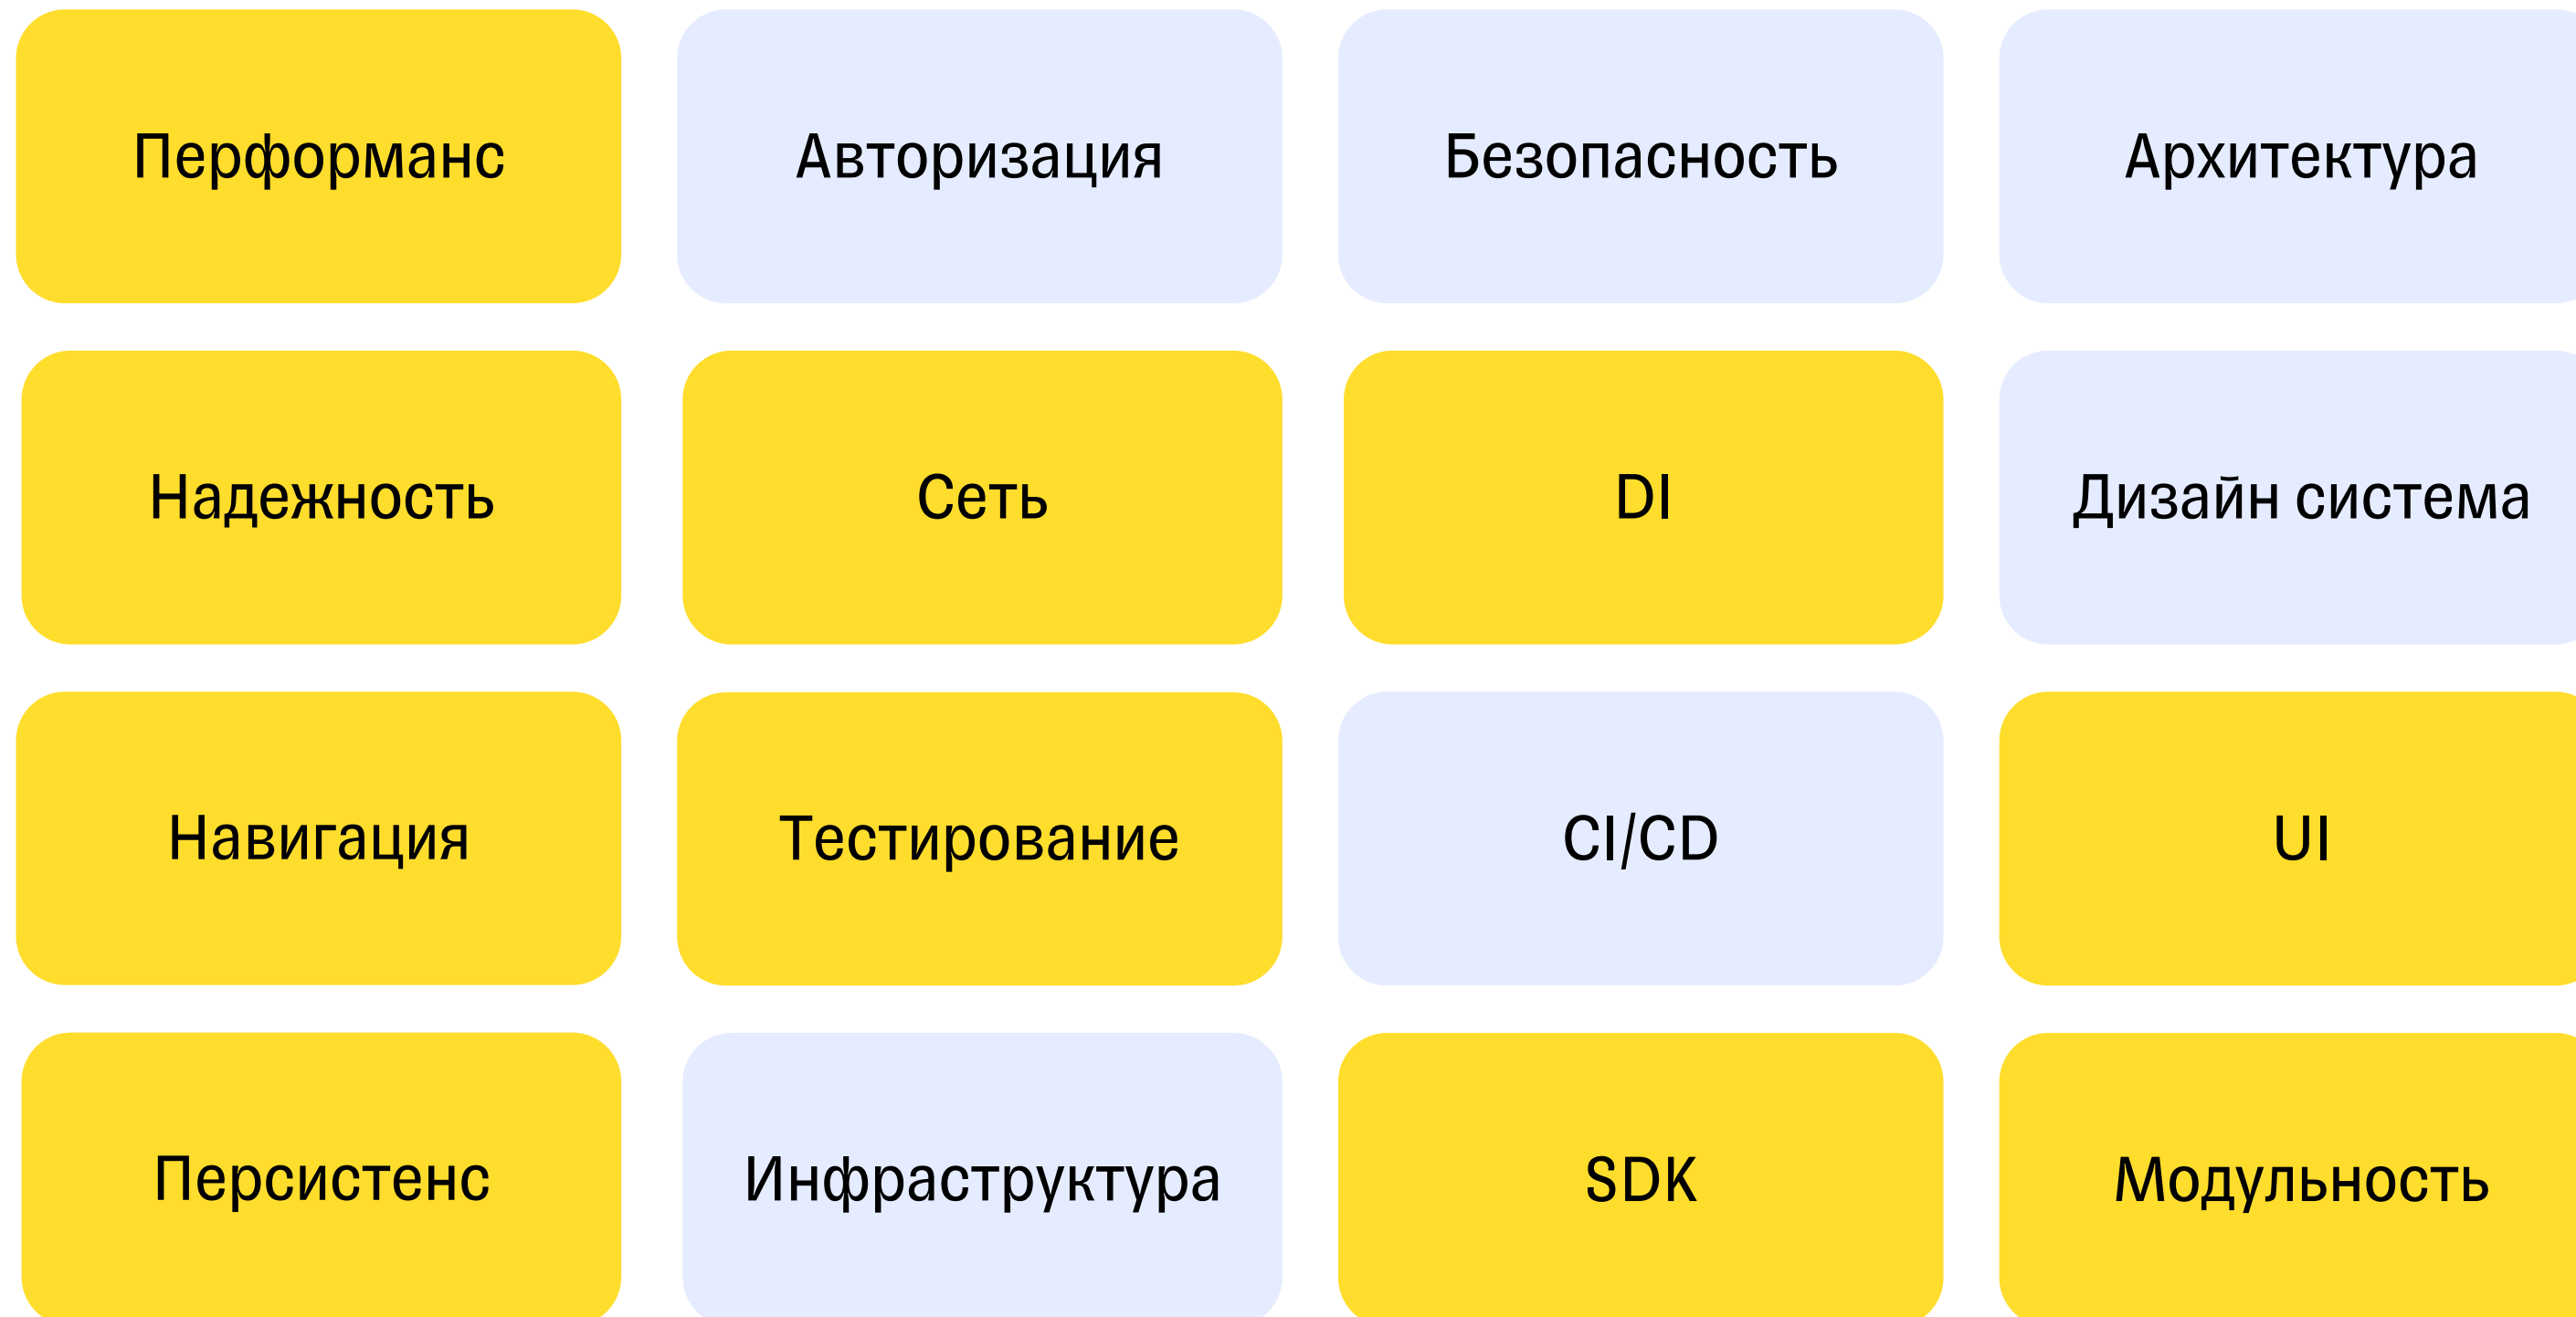 Перформанс
Авторизация
Безопасность
Архитектура
Надежность
Сеть
DI
Дизайн система
Навигация
Тестирование
CI/CD
UI
Персистенс
Инфраструктура
SDK
Модульность